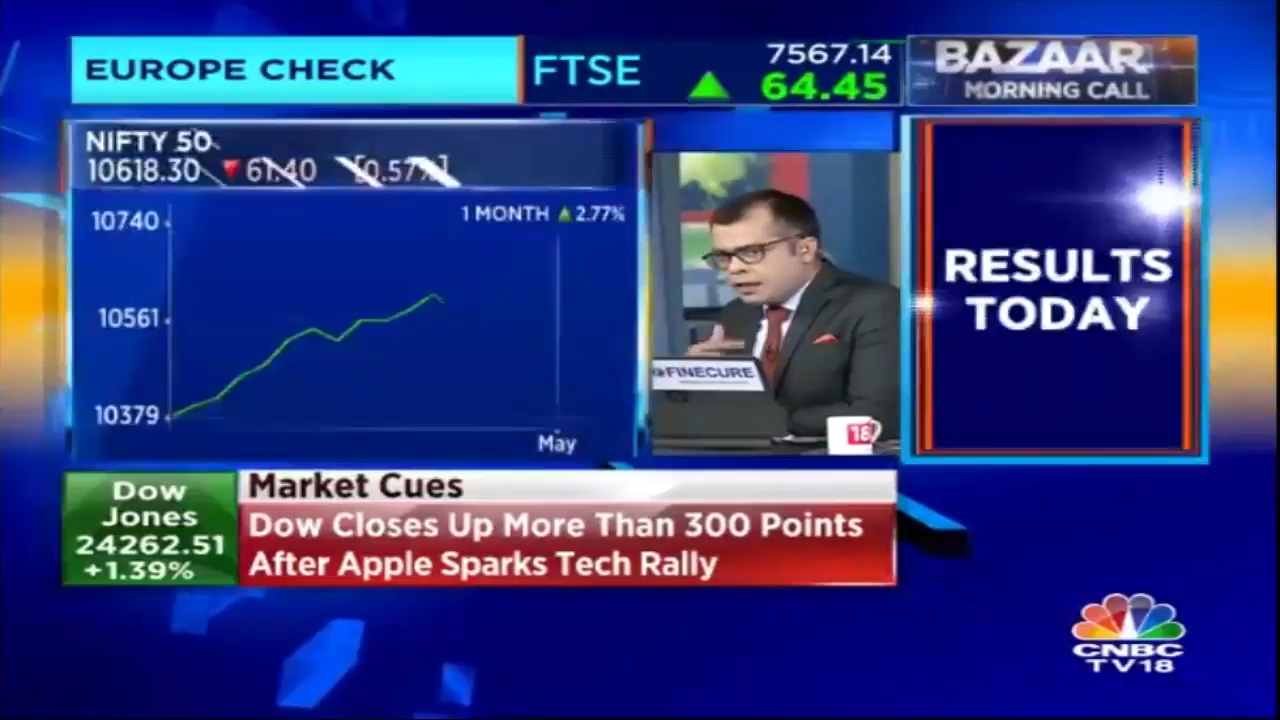 EUROPE CHECK
FTSE
7567.14
64.45
BAZAAR
MORNING CALL
NIFTY 50
10618.30 ▼ 61.40 [0.57%]
1 MONTH ▲ 2.77%
10740
10561
10379
May
FINECURE
18
RESULTS
TODAY
Dow
Jones
24262.51
+1.39%
Market Cues
Dow Closes Up More Than 300 Points
After Apple Sparks Tech Rally
CNBC
TV18